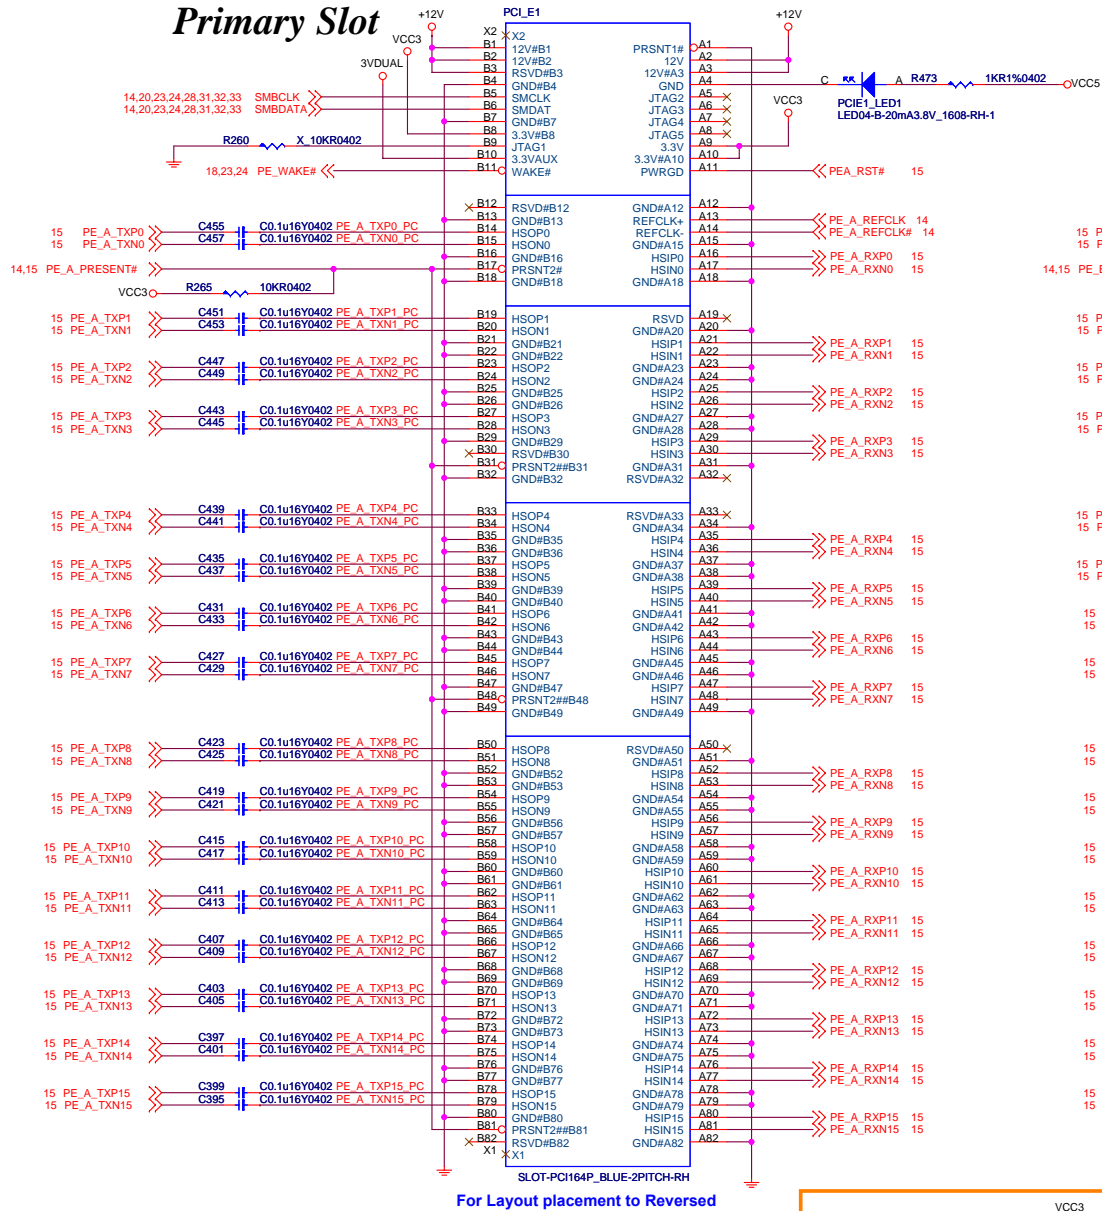 Primary Slot
+12V
PCI_E1
+12V
VCC3
X2 X2
B1 12V#B1 PRSNT1# A1
B2 12V#B2 12V A2
3VDUAL B3 RSVD#B3 12V#A3 A3
B4 GND#B4 GND A4 C A R473 1KR1%0402 VCC5
14,20,23,24,28,31,32,33 SMBCLK B5 SMCLK JTAG2 A5
PCIE1_LED1
14,20,23,24,28,31,32,33 SMBDATA B6 SMDAT JTAG3 A6 VCC3
LED04-B-20mA3.8V_1608-RH-1
B7 GND#B7 JTAG4 A7
B8 3.3V#B8 JTAG5 A8
R260 X_10KR0402 B9 JTAG1 3.3V A9
B10 3.3VAUX 3.3V#A10 A10
18,23,24 PE_WAKE# B11 WAKE# PWRGD A11 PEA_RST# 15
B12 RSVD#B12 GND#A12 A12
B13 GND#B13 REFCLK+ A13 PE_A_REFCLK 14
15 PE_A_TXP0 C455 C0.1u16Y0402 PE_A_TXP0_PC B14 HSOP0 REFCLK- A14 PE_A_REFCLK# 14 15 P
15 PE_A_TXN0 C457 C0.1u16Y0402 PE_A_TXN0_PC B15 HSON0 GND#A15 A15 15 P
B16 GND#B16 HSIP0 A16 PE_A_RXP0 15
14,15 PE_A_PRESENT# B17 PRSNT2# HSIN0 A17 PE_A_RXN0 15 14,15 PE_
B18 GND#B18 GND#A18 A18
VCC3 R265 10KR0402
15 PE_A_TXP1 C451 C0.1u16Y0402 PE_A_TXP1_PC B19 HSOP1 RSVD A19 15 P
15 PE_A_TXN1 C453 C0.1u16Y0402 PE_A_TXN1_PC B20 HSON1 GND#A20 A20 15 P
B21 GND#B21 HSIP1 A21 PE_A_RXP1 15
B22 GND#B22 HSIN1 A22 PE_A_RXN1 15
15 PE_A_TXP2 C447 C0.1u16Y0402 PE_A_TXP2_PC B23 HSOP2 GND#A23 A23 15 P
15 PE_A_TXN2 C449 C0.1u16Y0402 PE_A_TXN2_PC B24 HSON2 GND#A24 A24 15 P
B25 GND#B25 HSIP2 A25 PE_A_RXP2 15
B26 GND#B26 HSIN2 A26 PE_A_RXN2 15
15 PE_A_TXP3 C443 C0.1u16Y0402 PE_A_TXP3_PC B27 HSOP3 GND#A27 A27 15 P
15 PE_A_TXN3 C445 C0.1u16Y0402 PE_A_TXN3_PC B28 HSON3 GND#A28 A28 15 P
B29 GND#B29 HSIP3 A29 PE_A_RXP3 15
B30 RSVD#B30 HSIN3 A30 PE_A_RXN3 15
B31 PRSNT2##B31 GND#A31 A31
B32 GND#B32 RSVD#A32 A32
15 PE_A_TXP4 C439 C0.1u16Y0402 PE_A_TXP4_PC B33 HSOP4 RSVD#A33 A33 15 P
15 PE_A_TXN4 C441 C0.1u16Y0402 PE_A_TXN4_PC B34 HSON4 GND#A34 A34 15 P
B35 GND#B35 HSIP4 A35 PE_A_RXP4 15
B36 GND#B36 HSIN4 A36 PE_A_RXN4 15
15 PE_A_TXP5 C435 C0.1u16Y0402 PE_A_TXP5_PC B37 HSOP5 GND#A37 A37 15 P
15 PE_A_TXN5 C437 C0.1u16Y0402 PE_A_TXN5_PC B38 HSON5 GND#A38 A38 15 P
B39 GND#B39 HSIP5 A39 PE_A_RXP5 15
B40 GND#B40 HSIN5 A40 PE_A_RXN5 15
15 PE_A_TXP6 C431 C0.1u16Y0402 PE_A_TXP6_PC B41 HSOP6 GND#A41 A41 15
15 PE_A_TXN6 C433 C0.1u16Y0402 PE_A_TXN6_PC B42 HSON6 GND#A42 A42 15
B43 GND#B43 HSIP6 A43 PE_A_RXP6 15
B44 GND#B44 HSIN6 A44 PE_A_RXN6 15
15 PE_A_TXP7 C427 C0.1u16Y0402 PE_A_TXP7_PC B45 HSOP7 GND#A45 A45 15
15 PE_A_TXN7 C429 C0.1u16Y0402 PE_A_TXN7_PC B46 HSON7 GND#A46 A46 15
B47 GND#B47 HSIP7 A47 PE_A_RXP7 15
B48 PRSNT2##B48 HSIN7 A48 PE_A_RXN7 15
B49 GND#B49 GND#A49 A49
15 PE_A_TXP8 C423 C0.1u16Y0402 PE_A_TXP8_PC B50 HSOP8 RSVD#A50 A50 15
15 PE_A_TXN8 C425 C0.1u16Y0402 PE_A_TXN8_PC B51 HSON8 GND#A51 A51 15
B52 GND#B52 HSIP8 A52 PE_A_RXP8 15
B53 GND#B53 HSIN8 A53 PE_A_RXN8 15
15 PE_A_TXP9 C419 C0.1u16Y0402 PE_A_TXP9_PC B54 HSOP9 GND#A54 A54 15
15 PE_A_TXN9 C421 C0.1u16Y0402 PE_A_TXN9_PC B55 HSON9 GND#A55 A55 15
B56 GND#B56 HSIP9 A56 PE_A_RXP9 15
B57 GND#B57 HSIN9 A57 PE_A_RXN9 15
15 PE_A_TXP10 C415 C0.1u16Y0402 PE_A_TXP10_PC B58 HSOP10 GND#A58 A58 15
15 PE_A_TXN10 C417 C0.1u16Y0402 PE_A_TXN10_PC B59 HSON10 GND#A59 A59 15
B60 GND#B60 HSIP10 A60 PE_A_RXP10 15
B61 GND#B61 HSIN10 A61 PE_A_RXN10 15
15 PE_A_TXP11 C411 C0.1u16Y0402 PE_A_TXP11_PC B62 HSOP11 GND#A62 A62 15
15 PE_A_TXN11 C413 C0.1u16Y0402 PE_A_TXN11_PC B63 HSON11 GND#A63 A63 15
B64 GND#B64 HSIP11 A64 PE_A_RXP11 15
B65 GND#B65 HSIN11 A65 PE_A_RXN11 15
15 PE_A_TXP12 C407 C0.1u16Y0402 PE_A_TXP12_PC B66 HSOP12 GND#A66 A66 15
15 PE_A_TXN12 C409 C0.1u16Y0402 PE_A_TXN12_PC B67 HSON12 GND#A67 A67 15
B68 GND#B68 HSIP12 A68 PE_A_RXP12 15
B69 GND#B69 HSIN12 A69 PE_A_RXN12 15
15 PE_A_TXP13 C403 C0.1u16Y0402 PE_A_TXP13_PC B70 HSOP13 GND#A70 A70 15
15 PE_A_TXN13 C405 C0.1u16Y0402 PE_A_TXN13_PC B71 HSON13 GND#A71 A71 15
B72 GND#B72 HSIP13 A72 PE_A_RXP13 15
B73 GND#B73 HSIN13 A73 PE_A_RXN13 15
15 PE_A_TXP14 C397 C0.1u16Y0402 PE_A_TXP14_PC B74 HSOP14 GND#A74 A74 15
15 PE_A_TXN14 C401 C0.1u16Y0402 PE_A_TXN14_PC B75 HSON14 GND#A75 A75 15
B76 GND#B76 HSIP14 A76 PE_A_RXP14 15
B77 GND#B77 HSIN14 A77 PE_A_RXN14 15
15 PE_A_TXP15 C399 C0.1u16Y0402 PE_A_TXP15_PC B78 HSOP15 GND#A78 A78 15
15 PE_A_TXN15 C395 C0.1u16Y0402 PE_A_TXN15_PC B79 HSON15 GND#A79 A79 15
B80 GND#B80 HSIP15 A80 PE_A_RXP15 15
B81 PRSNT2##B81 HSIN15 A81 PE_A_RXN15 15
B82 RSVD#B82 GND#A82 A82
X1 X1
SLOT-PCI164P_BLUE-2PITCH-RH
For Layout placement to Reversed
VCC3